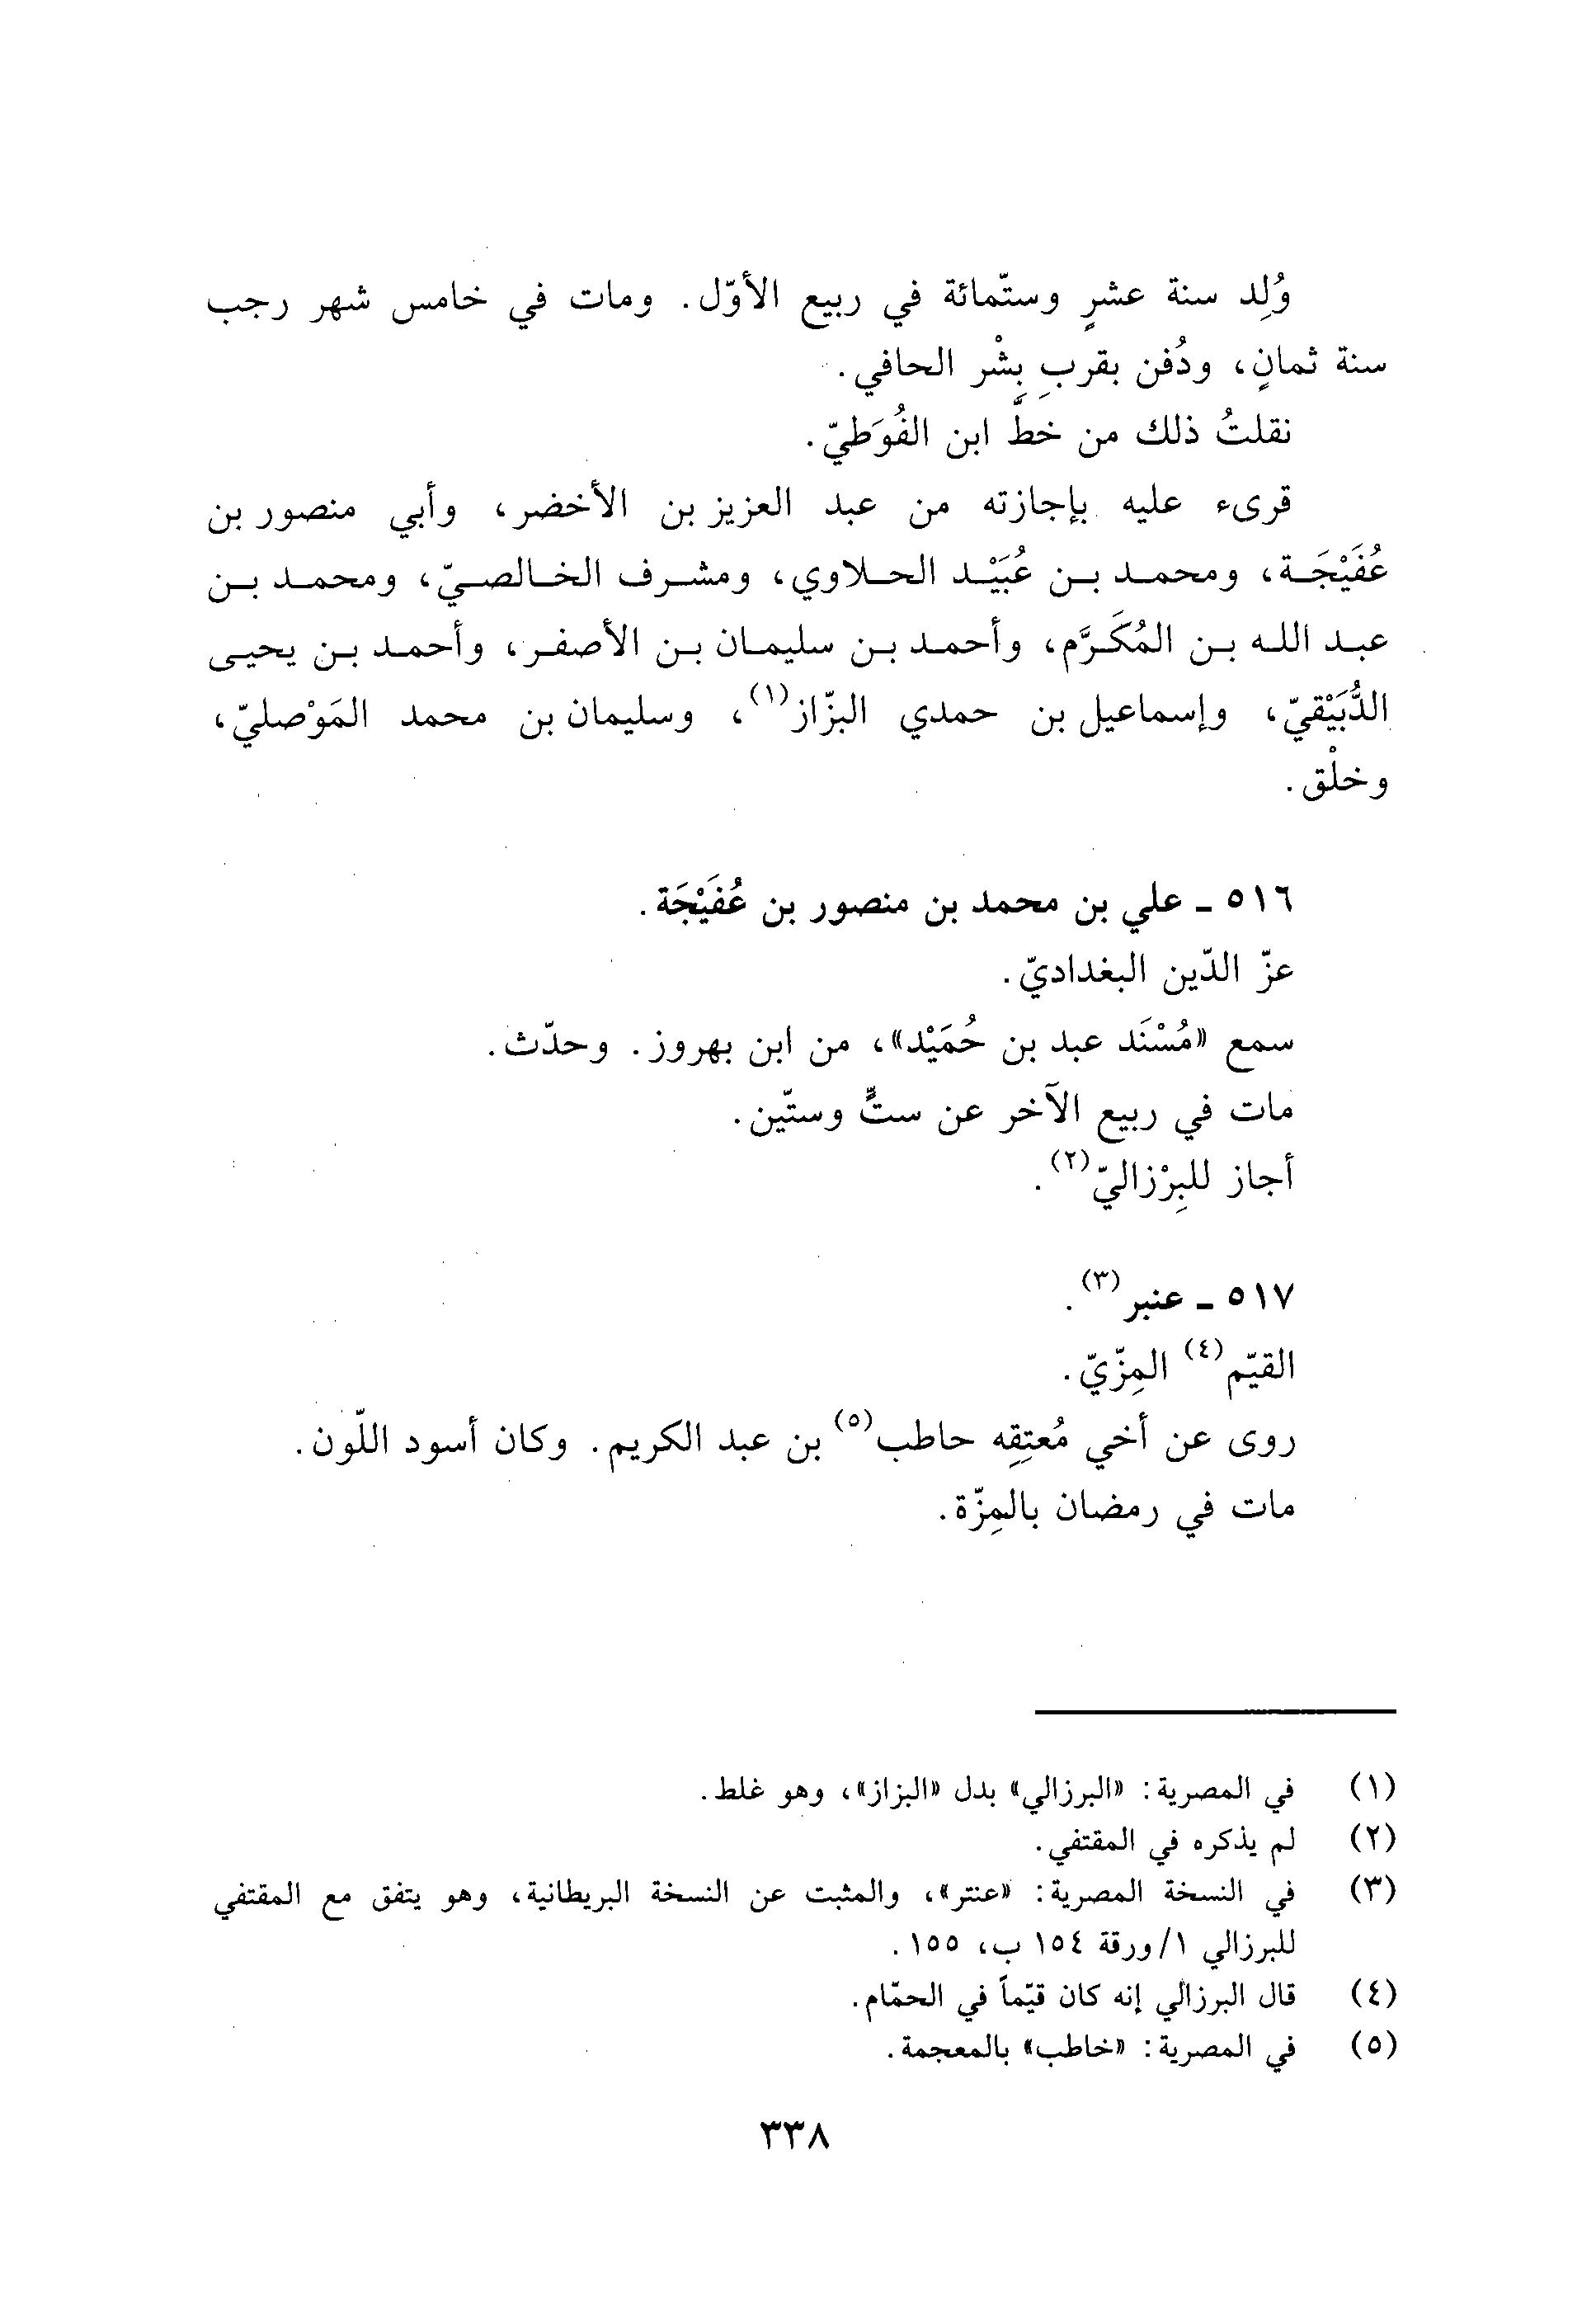 وُلِد سنة عشرٍ وستّمائة في ربيع الأوّل. ومات في خامس شهر رجب
سنة ثمانٍ، ودُفن بقربِ بِشْر الحافي.
نقلتُ ذلك من خطّ ابن الفُوَطيّ.
قرىء عليه بإجازته من عبد العزيز بن الأخضر، وأبي منصور بن
عُفَيْجَة، ومحمد بن عُبَيْد الحلاوي، ومشرف الخالصيّ، ومحمد بن
عبد الله بن المُكَرَّم، وأحمد بن سليمان بن الأصفر، وأحمد بن يحيى
الدُّبَيْقيّ، وإسماعيل بن حمدي البزّاز(١)، وسليمان بن محمد المَوْصليّ،
وخلْق.
٥١٦ ـ علي بن محمد بن منصور بن عُفَيْجَة.
عزّ الدّين البغداديّ.
سمع «مُسْنَد عبد بن حُمَيْد»، من ابن بهروز. وحدّث.
مات في ربيع الآخر عن ستٍّ وستّين.
أجاز للبِرْزاليّ(٢).
٥١٧ ـ عنبر(٣).
القيّم(٤) المِزّيّ.
روى عن أخي مُعتِقِه حاطب(٥) بن عبد الكريم. وكان أسود اللّون.
مات في رمضان بالمِزّة.
(١) في المصرية: «البرزالي» بدل «البزاز»، وهو غلط.
(٢) لم يذكره في المقتفي.
(٣) في النسخة المصرية: «عنتر»، والمثبت عن النسخة البريطانية، وهو يتفق مع المقتفي
للبرزالي ١/ورقة ١٥٤ ب، ١٥٥.
(٤) قال البرزالي إنه كان قيّماً في الحمّام.
(٥) في المصرية: «خاطب» بالمعجمة.
٣٣٨